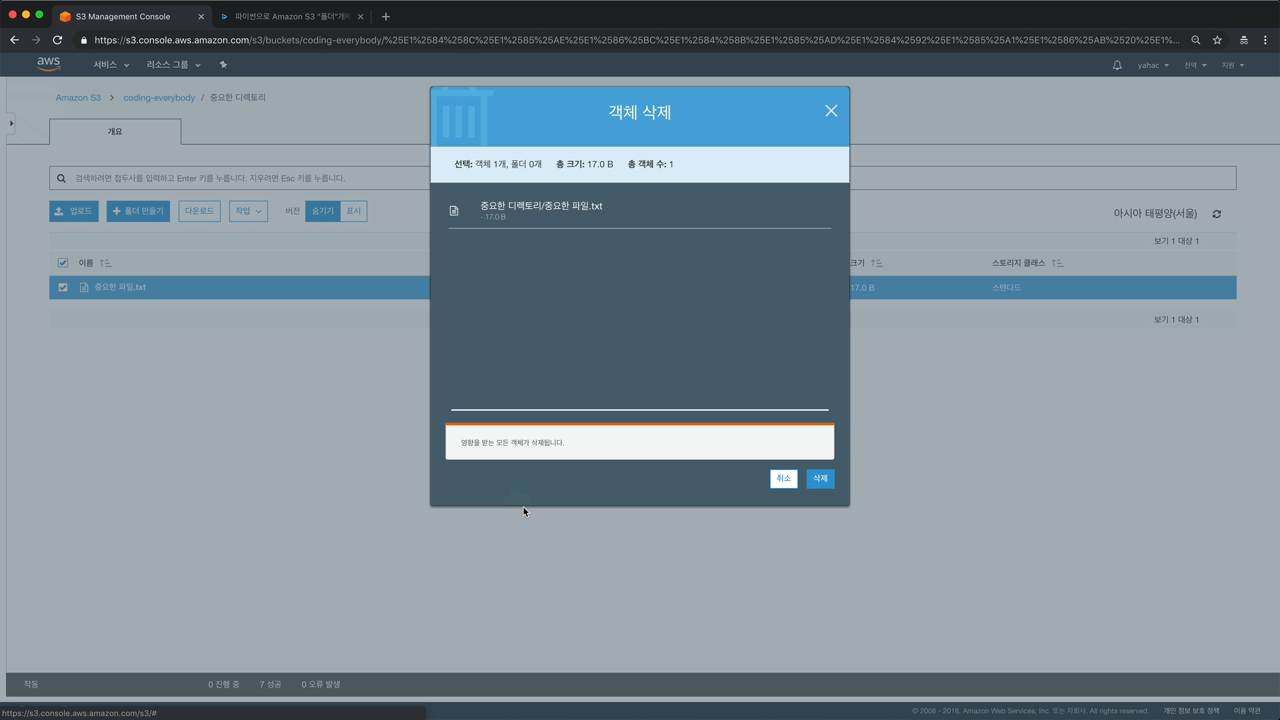 S3 Management Console
파이썬으로 Amazon S3 "폴더"개
https://s3.console.aws.amazon.com/s3/buckets/coding-everybody/%25E1%2584%258C%25E1%2585%25AE%25E1%2586%25BC%25E1%2584%258B%25E1%2585%25AD%25E1%2584%2592%25E1%2585%25A1%25E1%2586%25AB%2520%25E1%...
aws 서비스 리소스 그룹 yahac 전역 지원
Amazon S3 > coding-everybody / 중요한 디렉토리
개요
검색하려면 접두사를 입력하고 Enter 키를 누릅니다. 지우려면 Esc 키를 누릅니다.
업로드 + 폴더 만들기 다운로드 작업 버전 숨기기 표시 아시아 태평양(서울)
보기 1 대상 1
이름 크기 스토리지 클래스
중요한 파일.txt 17.0 B 스탠다드
보기 1 대상 1
객체 삭제
선택: 객체 1개, 폴더 0개 총 크기: 17.0 B 총 객체 수: 1
중요한 디렉토리/중요한 파일.txt
- 17.0 B
영향을 받는 모든 객체가 삭제됩니다.
취소 삭제
작동 0 진행 중 7 성공 0 오류 발생
https://s3.console.aws.amazon.com/s3/#
© 2008 - 2018, Amazon Web Services, Inc. 또는 자회사. All rights reserved. 개인 정보 보호 정책 이용 약관